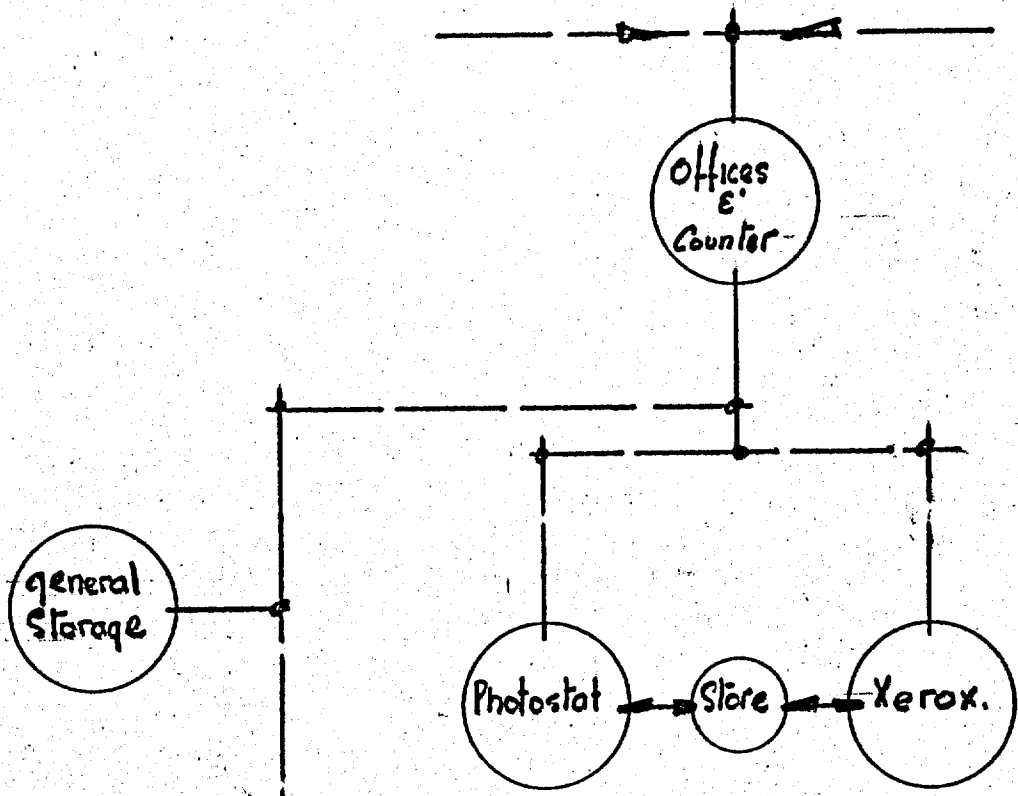 Offices
&
Counter
general
Storage
Photostat
Store
Xerox.